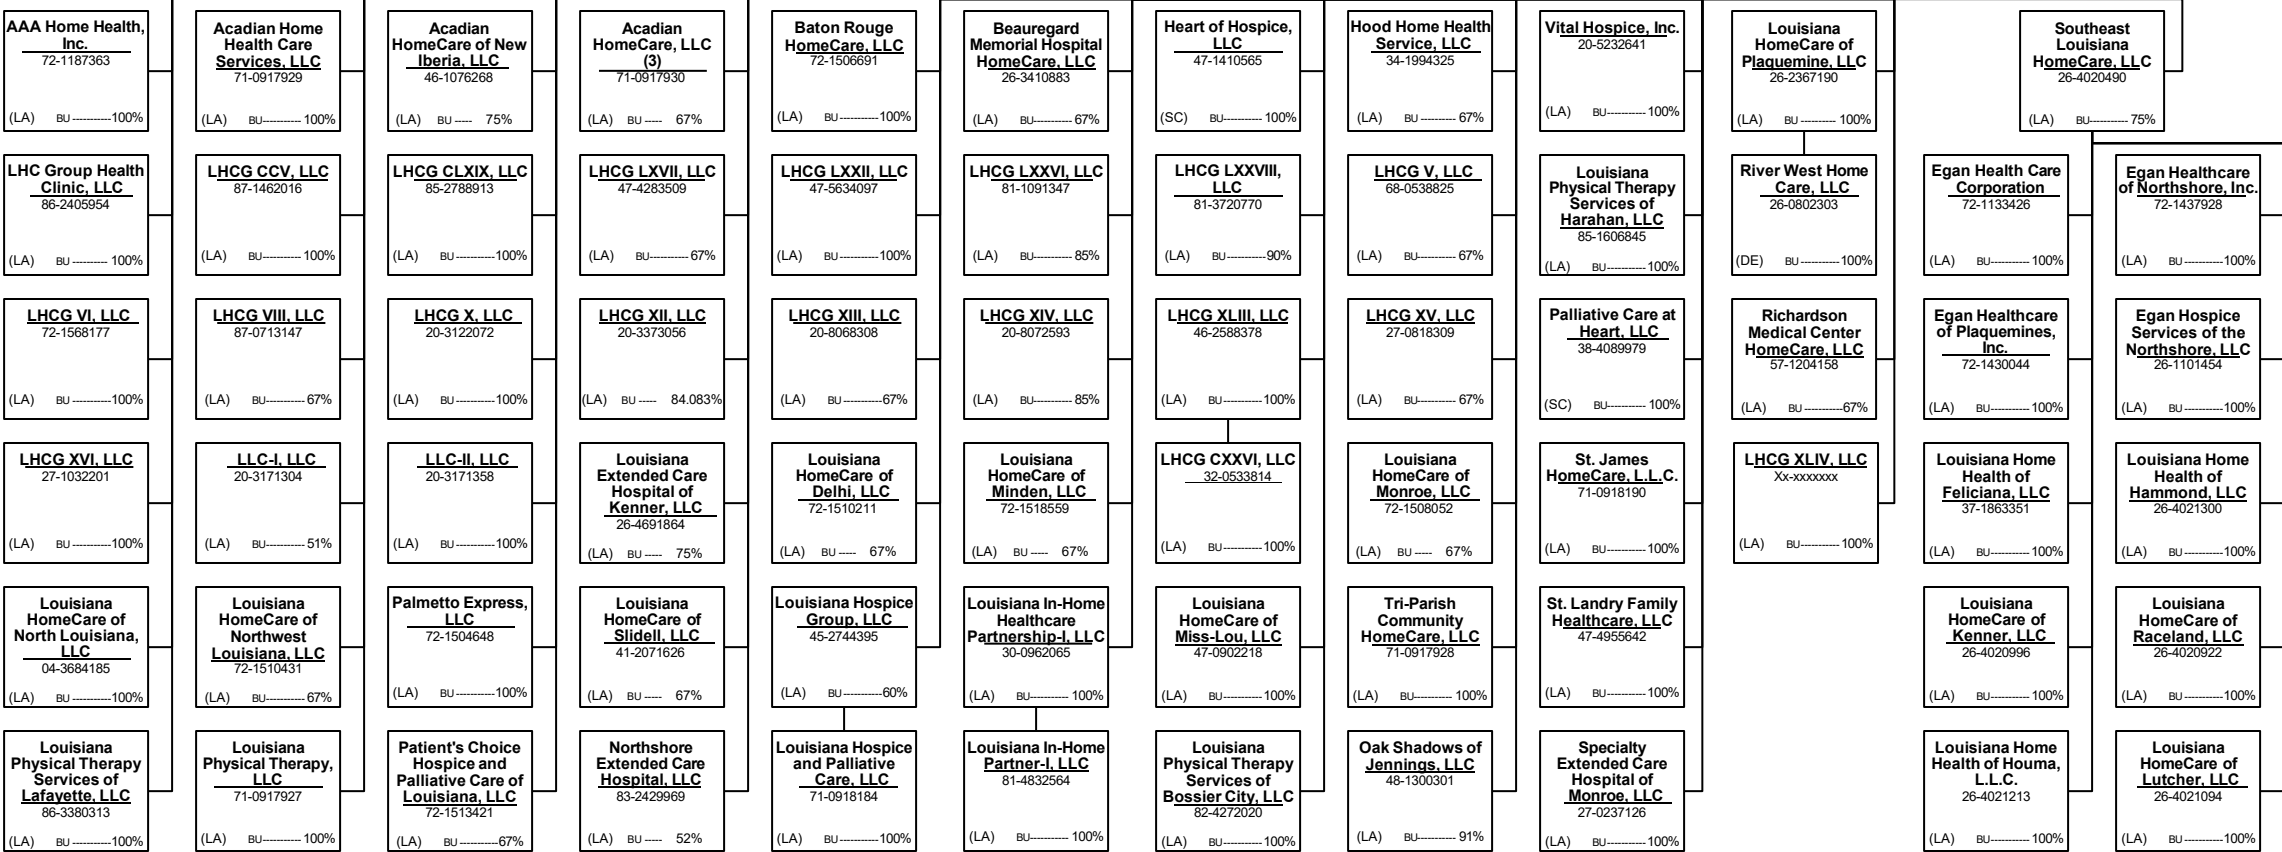 AAA Home Health,
Inc.
72-1187363
(LA) BU-----------100%
Acadian Home
Health Care
Services, LLC
71-0917929
(LA) BU----------- 100%
Acadian
HomeCare of New
Iberia, LLC
46-1076268
(LA) BU ----- 75%
Acadian
HomeCare, LLC
(3)
71-0917930
(LA) BU ----- 67%
Baton Rouge
HomeCare, LLC
72-1506691
(LA) BU-----------100%
Beauregard
Memorial Hospital
HomeCare, LLC
26-3410883
(LA) BU----------- 67%
Heart of Hospice,
LLC
47-1410565
(SC) BU----------- 100%
Hood Home Health
Service, LLC
34-1994325
(LA) BU----------- 67%
Vital Hospice, Inc.
20-5232641
(LA) BU----------- 100%
Louisiana
HomeCare of
Plaquemine, LLC
26-2367190
(LA) BU----------- 100%
Southeast
Louisiana
HomeCare, LLC
26-4020490
(LA) BU----------- 75%
LHC Group Health
Clinic, LLC
86-2405954
(LA) BU ---------- 100%
LHCG CCV, LLC
87-1462016
(LA) BU----------- 100%
LHCG CLXIX, LLC
85-2788913
(LA) BU-----------100%
LHCG LXVII, LLC
47-4283509
(LA) BU-----------67%
LHCG LXXII, LLC
47-5634097
(LA) BU-----------100%
LHCG LXXVI, LLC
81-1091347
(LA) BU----------- 85%
LHCG LXXVIII,
LLC
81-3720770
(LA) BU-----------90%
LHCG V, LLC
68-0538825
(LA) BU----------- 67%
Louisiana
Physical Therapy
Services of
Harahan, LLC
85-1606845
(LA) BU-----------100%
River West Home
Care, LLC
26-0802303
(DE) BU-----------100%
Egan Health Care
Corporation
72-1133426
(LA) BU----------- 100%
Egan Healthcare
of Northshore, Inc.
72-1437928
(LA) BU-----------100%
LHCG VI, LLC
72-1568177
(LA) BU-----------100%
LHCG VIII, LLC
87-0713147
(LA) BU-----------67%
LHCG X, LLC
20-3122072
(LA) BU-----------100%
LHCG XII, LLC
20-3373056
(LA) BU ----- 84.083%
LHCG XIII, LLC
20-8068308
(LA) BU-----------67%
LHCG XIV, LLC
20-8072593
(LA) BU----------- 85%
LHCG XLIII, LLC
46-2588378
(LA) BU----------- 100%
LHCG XV, LLC
27-0818309
(LA) BU----------- 67%
Palliative Care at
Heart, LLC
38-4089979
(SC) BU----------- 100%
Richardson
Medical Center
HomeCare, LLC
57-1204158
(LA) BU -----------67%
Egan Healthcare
of Plaquemines,
Inc.
72-1430044
(LA) BU----------- 100%
Egan Hospice
Services of the
Northshore, LLC
26-1101454
(LA) BU-----------100%
LHCG XVI, LLC
27-1032201
(LA) BU-----------100%
LLC-I, LLC
20-3171304
(LA) BU----------- 51%
LLC-II, LLC
20-3171358
(LA) BU-----------100%
Louisiana
Extended Care
Hospital of
Kenner, LLC
26-4691864
(LA) BU ----- 75%
Louisiana
HomeCare of
Delhi, LLC
72-1510211
(LA) BU ----- 67%
Louisiana
HomeCare of
Minden, LLC
72-1518559
(LA) BU ----- 67%
LHCG CXXVI, LLC
32-0533814
(LA) BU-----------100%
Louisiana
HomeCare of
Monroe, LLC
72-1508052
(LA) BU ----- 67%
St. James
HomeCare, L.L.C.
71-0918190
(LA) BU----------- 100%
LHCG XLIV, LLC
Xx-xxxxxxx
(LA) BU-----------100%
Louisiana Home
Health of
Feliciana, LLC
37-1863351
(LA) BU----------- 100%
Louisiana Home
Health of
Hammond, LLC
26-4021300
(LA) BU-----------100%
Louisiana
HomeCare of
North Louisiana,
LLC
04-3684185
(LA) BU-----------100%
Louisiana
HomeCare of
Northwest
Louisiana, LLC
72-1510431
(LA) BU-----------67%
Palmetto Express,
LLC
72-1504648
(LA) BU-----------100%
Louisiana
HomeCare of
Slidell, LLC
41-2071626
(LA) BU ----- 67%
Louisiana Hospice
Group, LLC
45-2744395
(LA) BU-----------60%
Louisiana In-Home
Healthcare
Partnership-I, LLC
30-0962065
(LA) BU----------- 100%
Louisiana
HomeCare of
Miss-Lou, LLC
47-0902218
(LA) BU-----------100%
Tri-Parish
Community
HomeCare, LLC
71-0917928
(LA) BU----------- 100%
St. Landry Family
Healthcare, LLC
47-4955642
(LA) BU-----------100%
Louisiana
HomeCare of
Kenner, LLC
26-4020996
(LA) BU----------- 100%
Louisiana
HomeCare of
Raceland, LLC
26-4020922
(LA) BU-----------100%
Louisiana
Physical Therapy
Services of
Lafayette, LLC
86-3380313
(LA) BU-----------100%
Louisiana
Physical Therapy,
LLC
71-0917927
(LA) BU----------- 100%
Patient's Choice
Hospice and
Palliative Care of
Louisiana, LLC
72-1513421
(LA) BU -----------67%
Northshore
Extended Care
Hospital, LLC
83-2429969
(LA) BU ----- 52%
Louisiana Hospice
and Palliative
Care, LLC
71-0918184
(LA) BU-----------100%
Louisiana In-Home
Partner-I, LLC
81-4832564
(LA) BU----------- 100%
Louisiana
Physical Therapy
Services of
Bossier City, LLC
82-4272020
(LA) BU-----------100%
Oak Shadows of
Jennings, LLC
48-1300301
(LA) BU----------- 91%
Specialty
Extended Care
Hospital of
Monroe, LLC
27-0237126
(LA) BU----------- 100%
Louisiana Home
Health of Houma,
L.L.C.
26-4021213
(LA) BU----------- 100%
Louisiana
HomeCare of
Lutcher, LLC
26-4021094
(LA) BU-----------100%